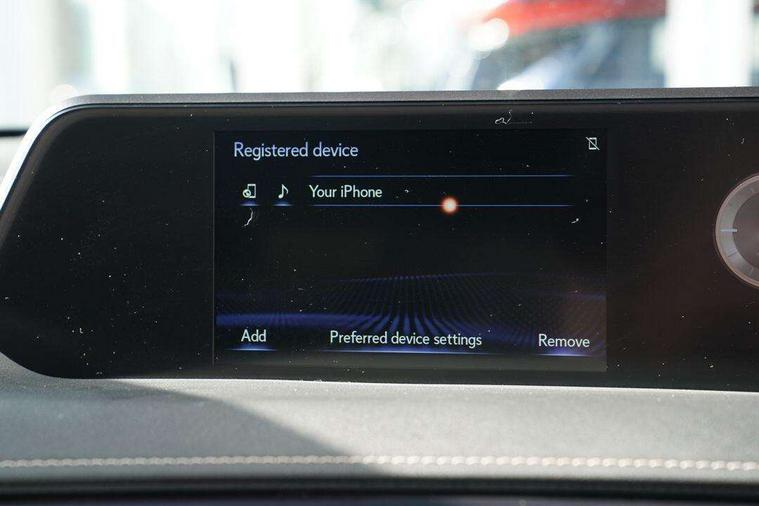 Registered device
Your iPhone
Add
Preferred device settings
Remove